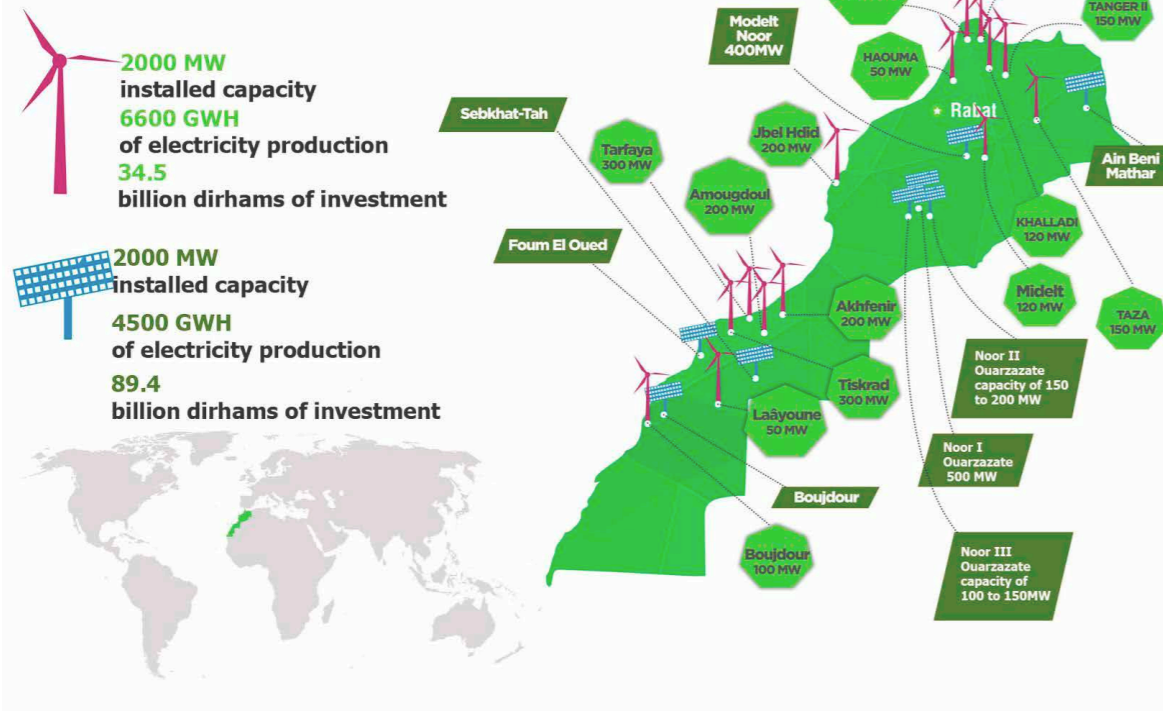 2000 MW
installed capacity
6600 GWH
of electricity production
34.5
billion dirhams of investment
2000 MW
installed capacity
4500 GWH
of electricity production
89.4
billion dirhams of investment
TANGER II
150 MW
Modelt
Noor
400MW
HAOUMA
50 MW
Rabat
Sebkhat-Tah
Tarfaya
300 MW
Jbel Hdid
200 MW
Ain Beni
Mathar
Amougdoul
200 MW
KHALLADI
120 MW
Foum El Oued
Midelt
120 MW
Akhfenir
200 MW
TAZA
150 MW
Noor II
Ouarzazate
capacity of 150
to 200 MW
Tiskrad
300 MW
Laâyoune
50 MW
Noor I
Ouarzazate
500 MW
Boujdour
Boujdour
100 MW
Noor III
Ouarzazate
capacity of
100 to 150MW